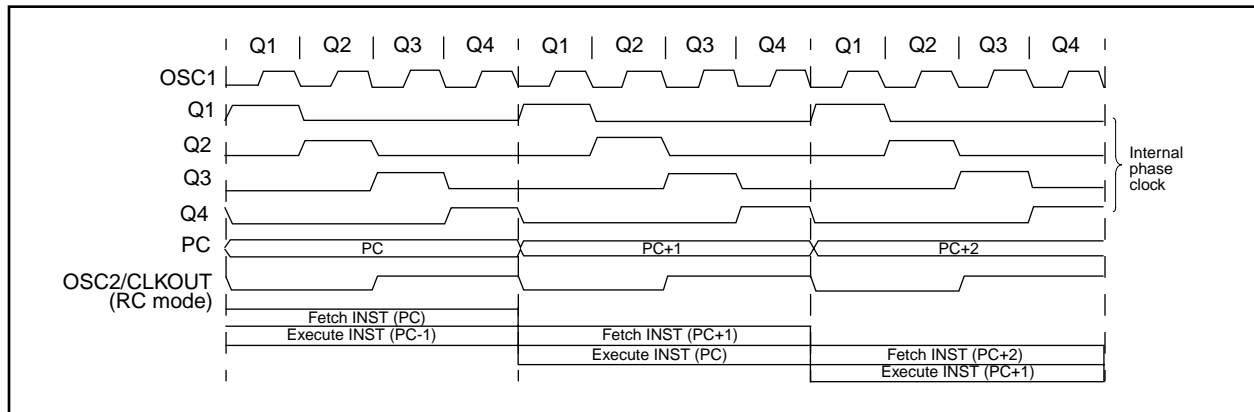 Q1 | Q2 | Q3 | Q4 | Q1 | Q2 | Q3 | Q4 | Q1 | Q2 | Q3 | Q4
OSC1
Q1
Q2
Q3
Q4
Internal
phase
clock
PC
PC PC+1 PC+2
OSC2/CLKOUT
(RC mode)
Fetch INST (PC)
Execute INST (PC-1) Fetch INST (PC+1)
Execute INST (PC) Fetch INST (PC+2)
Execute INST (PC+1)